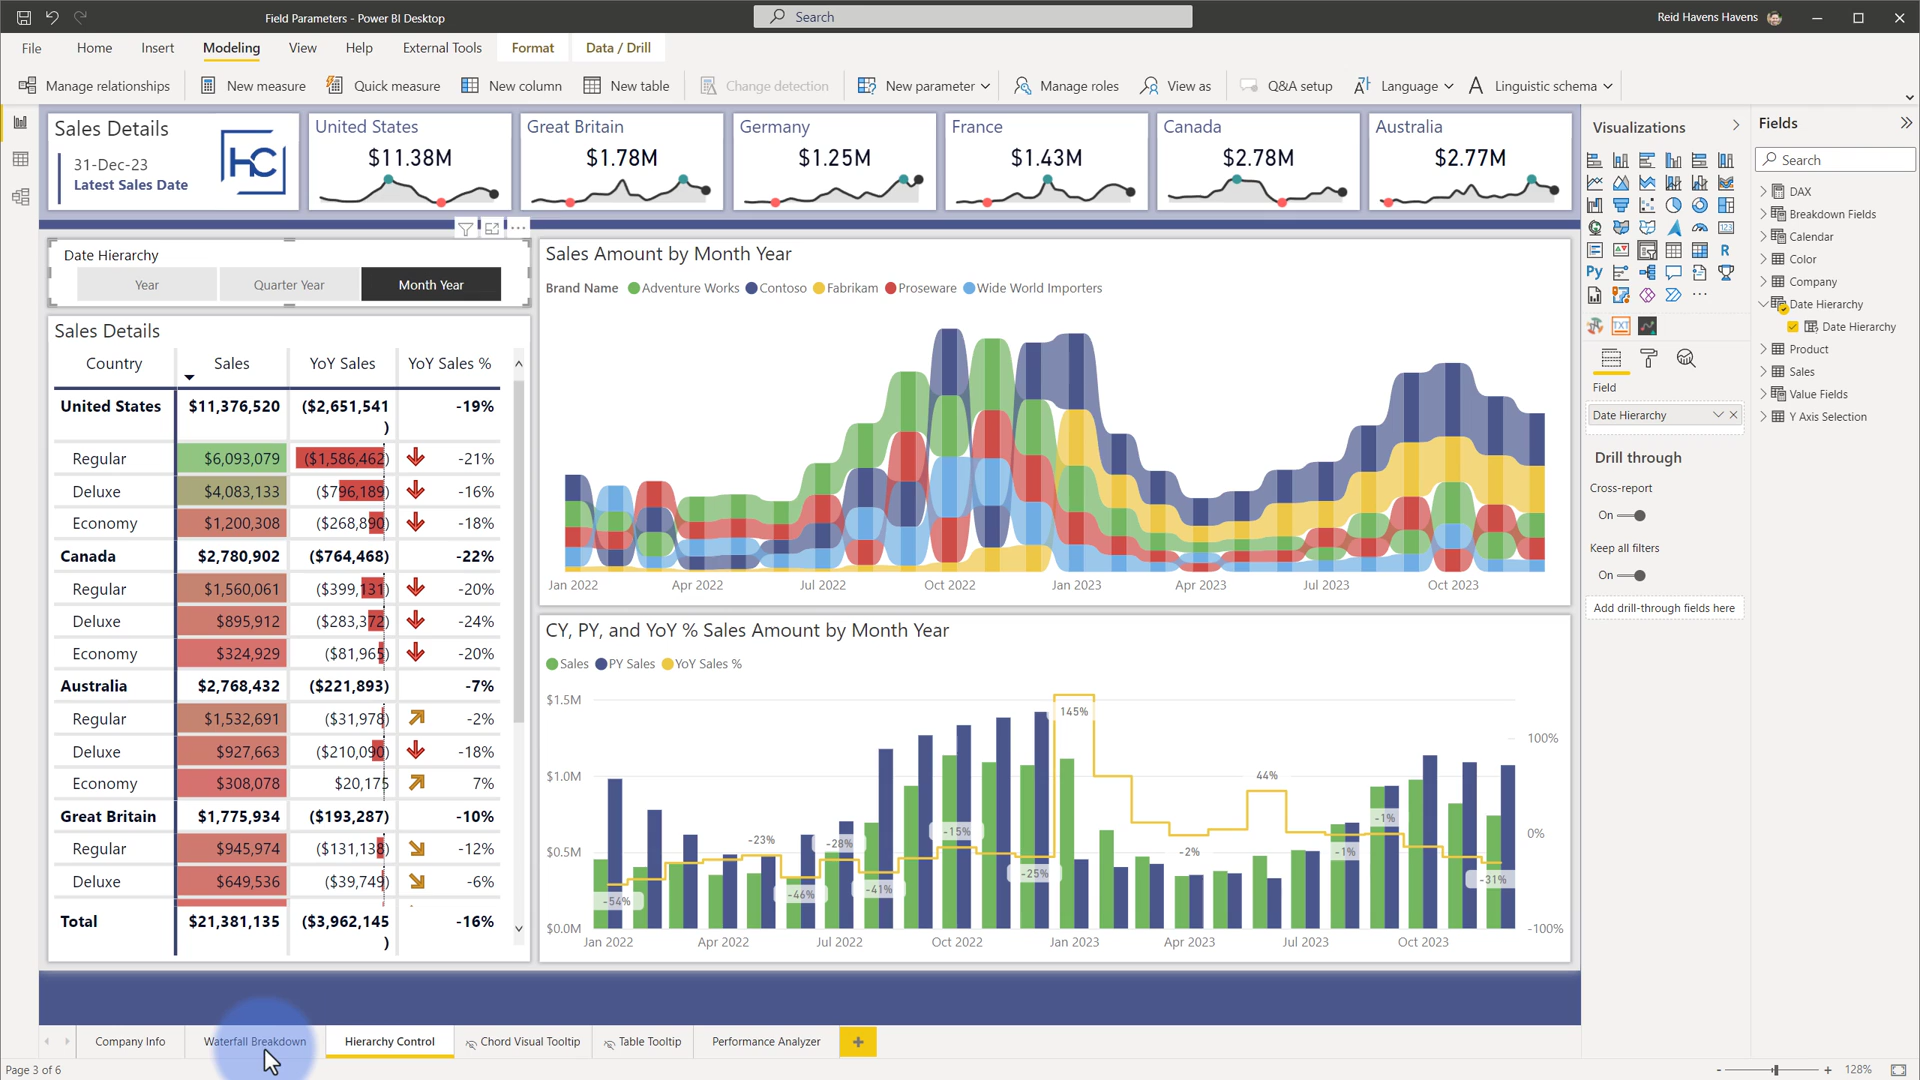 Field Parameters - Power BI Desktop
Search
Reid Havens Havens
File
Home
Insert
Modeling
View
Help
External Tools
Format
Data / Drill
Manage relationships
New measure
Quick measure
New column
New table
Change detection
New parameter
Manage roles
View as
Q&A setup
Language
Linguistic schema
Sales Details
31-Dec-23
Latest Sales Date
hC
United States
$11.38M
Great Britain
$1.78M
Germany
$1.25M
France
$1.43M
Canada
$2.78M
Australia
$2.77M
Date Hierarchy
Year
Quarter Year
Month Year
Sales Details
Country Sales YoY Sales YoY Sales %
United States $11,376,520 ($2,651,541 -19%
)
Regular $6,093,079 ($1,586,462) -21%
Deluxe $4,083,133 ($796,189) -16%
Economy $1,200,308 ($268,890) -18%
Canada $2,780,902 ($764,468) -22%
Regular $1,560,061 ($399,131) -20%
Deluxe $895,912 ($283,372) -24%
Economy $324,929 ($81,965) -20%
Australia $2,768,432 ($221,893) -7%
Regular $1,532,691 ($31,978) -2%
Deluxe $927,663 ($210,090) -18%
Economy $308,078 $20,175 7%
Great Britain $1,775,934 ($193,287) -10%
Regular $945,974 ($131,138) -12%
Deluxe $649,536 ($39,749) -6%
Total $21,381,135 ($3,962,145 -16%
)
Sales Amount by Month Year
Brand Name Adventure Works Contoso Fabrikam Proseware Wide World Importers
Jan 2022 Apr 2022 Jul 2022 Oct 2022 Jan 2023 Apr 2023 Jul 2023 Oct 2023
CY, PY, and YoY % Sales Amount by Month Year
Sales PY Sales YoY Sales %
$1.5M
145%
100%
$1.0M
44%
0%
-1%
-15%
-23%
-28%
$0.5M
-2%
-1%
-25%
-31%
-41%
-46%
-54%
$0.0M
-100%
Jan 2022 Apr 2022 Jul 2022 Oct 2022 Jan 2023 Apr 2023 Jul 2023 Oct 2023
Visualizations
123
R
Py
TXT
Field
Date Hierarchy
Drill through
Cross-report
On
Keep all filters
On
Add drill-through fields here
Fields
Search
DAX
Breakdown Fields
Calendar
Color
Company
Date Hierarchy
Date Hierarchy
Product
Sales
Value Fields
Y Axis Selection
Company Info
Waterfall Breakdown
Hierarchy Control
Chord Visual Tooltip
Table Tooltip
Performance Analyzer
+
Page 3 of 6
- + 128%